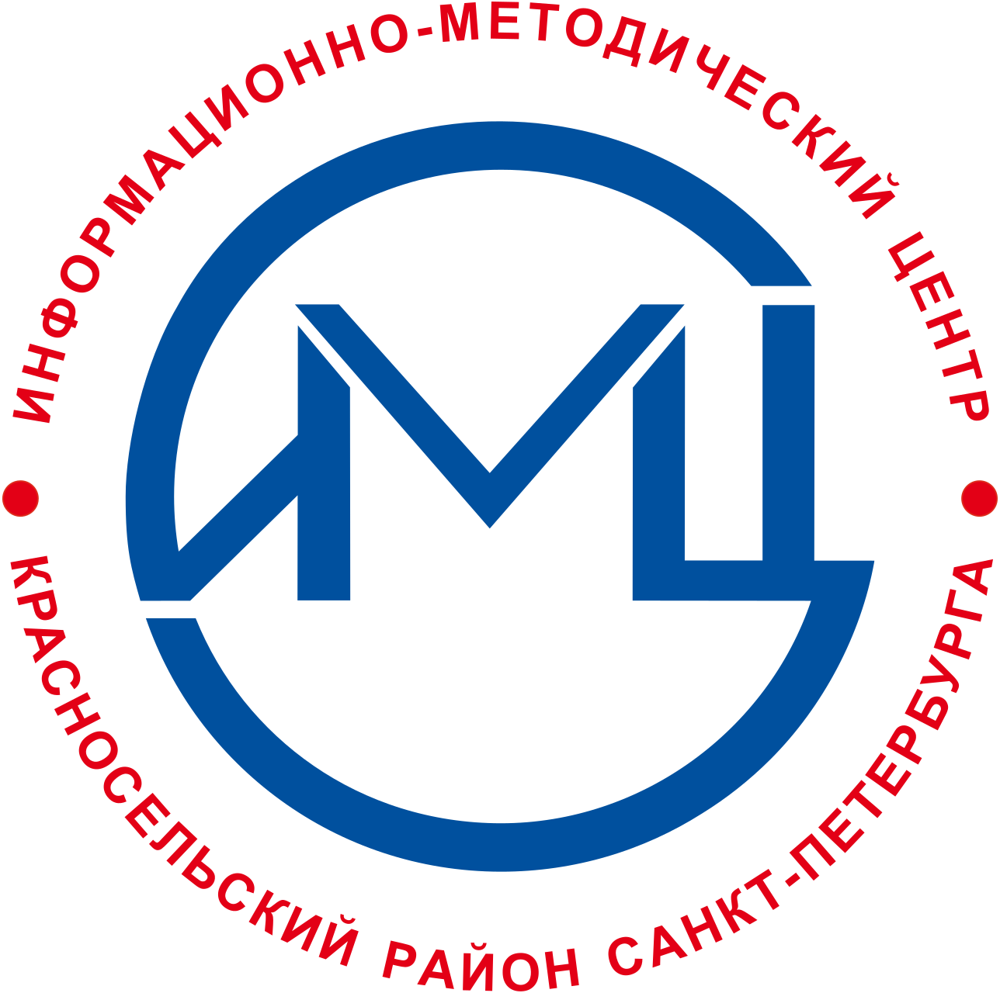 ИНФОРМАЦИОННО-МЕТОДИЧЕСКИЙ ЦЕНТР
ИМЦ
КРАСНОСЕЛЬСКИЙ РАЙОН САНКТ-ПЕТЕРБУРГА